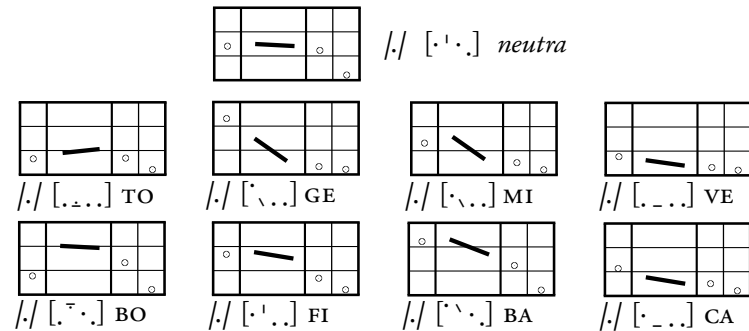 /./ [· ˈ · .] neutra
/./ [. ∸ . .] TO /./ [˙ ˎ . .] GE /./ [· ˎ . .] MI /./ [. ˗ . .] VE
/./ [. ⁻̇ · .] BO /./ [· ˈ · .] FI /./ [˙ ˋ · .] BA /./ [· ˗ . .] CA